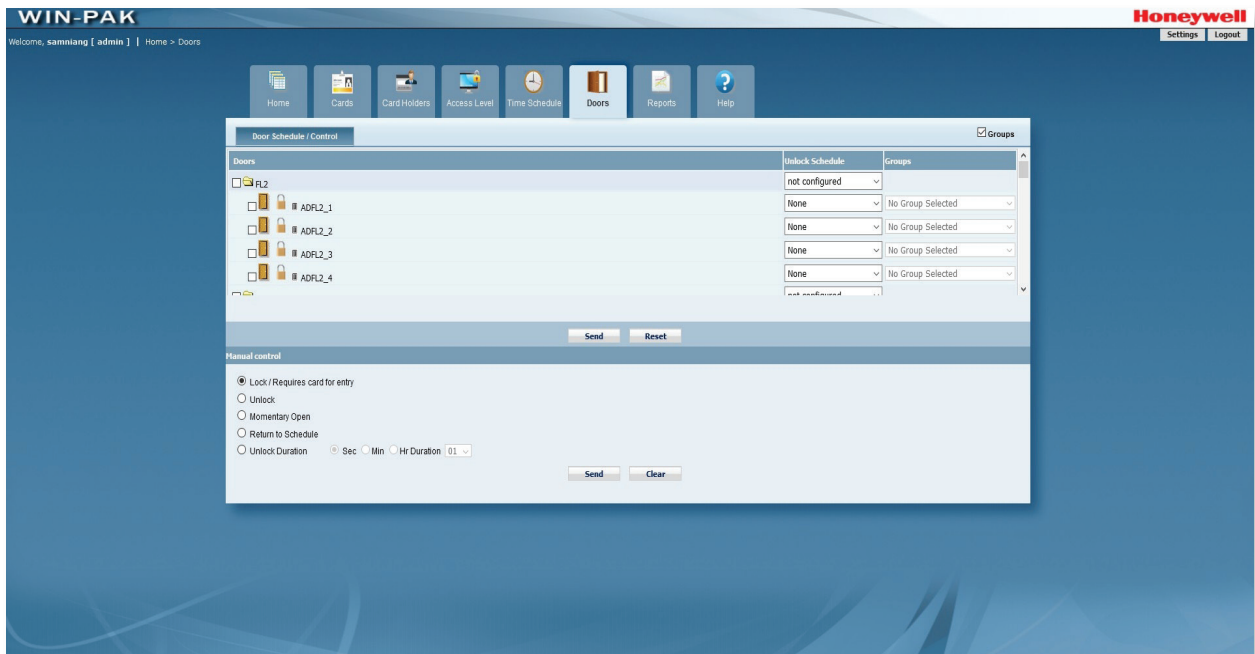 WIN-PAK
Honeywell
Welcome, samniang [ admin ] | Home > Doors
Settings Logout
Home Cards Card Holders Access Level Time Schedule Doors Reports Help
Door Schedule / Control Groups
Doors Unlock Schedule Groups
FL2 not configured
ADFL2_1 None No Group Selected
ADFL2_2 None No Group Selected
ADFL2_3 None No Group Selected
ADFL2_4 None No Group Selected
not configured
Send Reset
Manual control
Lock / Requires card for entry
Unlock
Momentary Open
Return to Schedule
Unlock Duration Sec Min Hr Duration 01
Send Clear